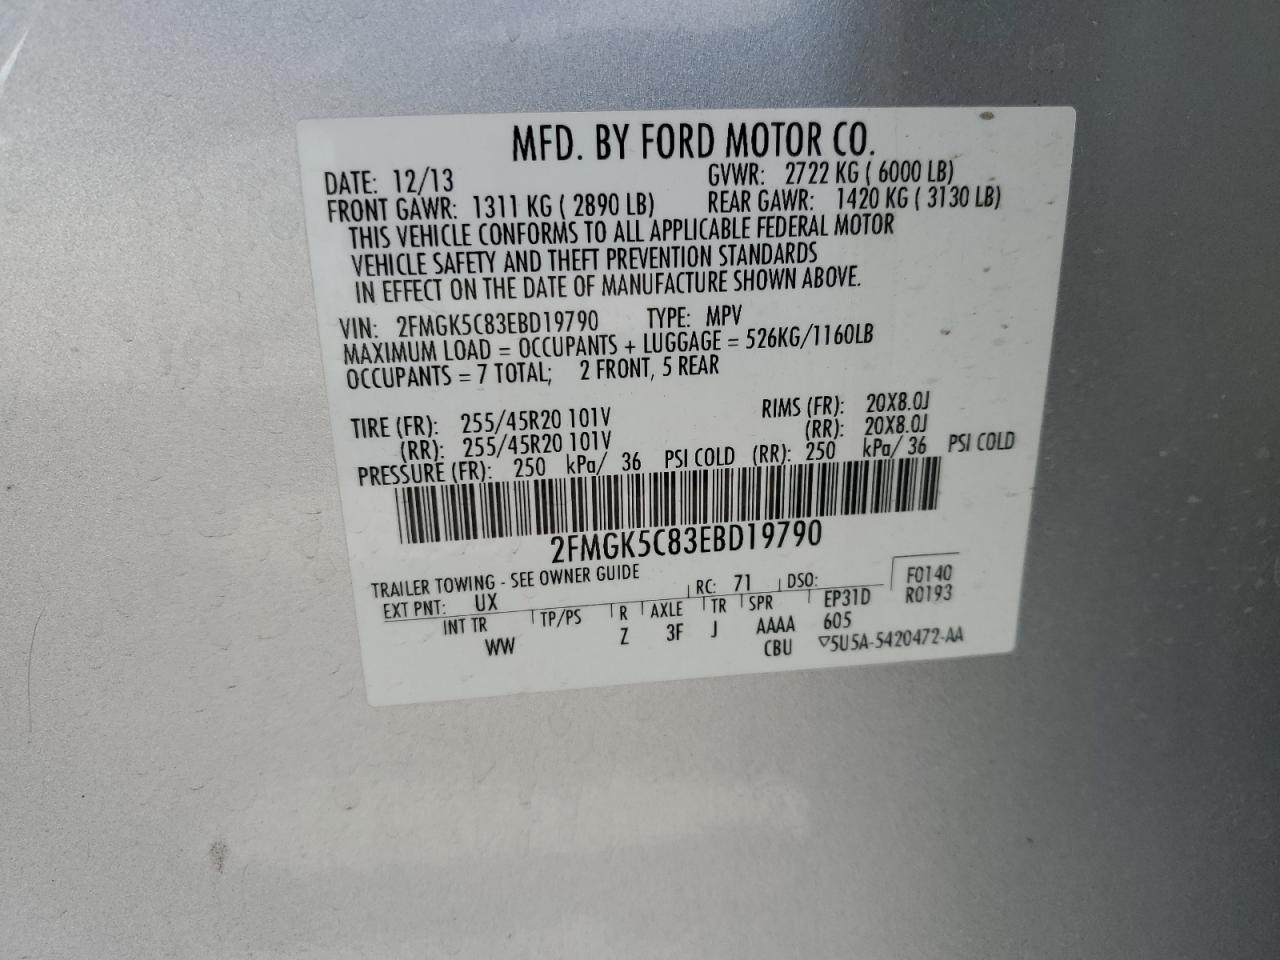 MFD. BY FORD MOTOR CO.
DATE: 12/13 GVWR: 2722 KG ( 6000 LB)
FRONT GAWR: 1311 KG ( 2890 LB) REAR GAWR: 1420 KG ( 3130 LB)
THIS VEHICLE CONFORMS TO ALL APPLICABLE FEDERAL MOTOR
VEHICLE SAFETY AND THEFT PREVENTION STANDARDS
IN EFFECT ON THE DATE OF MANUFACTURE SHOWN ABOVE.
VIN: 2FMGK5C83EBD19790 TYPE: MPV
MAXIMUM LOAD = OCCUPANTS + LUGGAGE = 526KG/1160LB
OCCUPANTS = 7 TOTAL; 2 FRONT, 5 REAR
TIRE (FR): 255/45R20 101V RIMS (FR): 20X8.0J
(RR): 255/45R20 101V (RR): 20X8.0J
PRESSURE (FR): 250 kPa/ 36 PSI COLD (RR): 250 kPa/ 36 PSI COLD
2FMGK5C83EBD19790
TRAILER TOWING - SEE OWNER GUIDE
EXT PNT: UX RC: 71 DSO: F0140
INT TR TP/PS R AXLE TR SPR EP31D R0193
WW Z 3F J AAAA 605
CBU ▽5U5A-5420472-AA